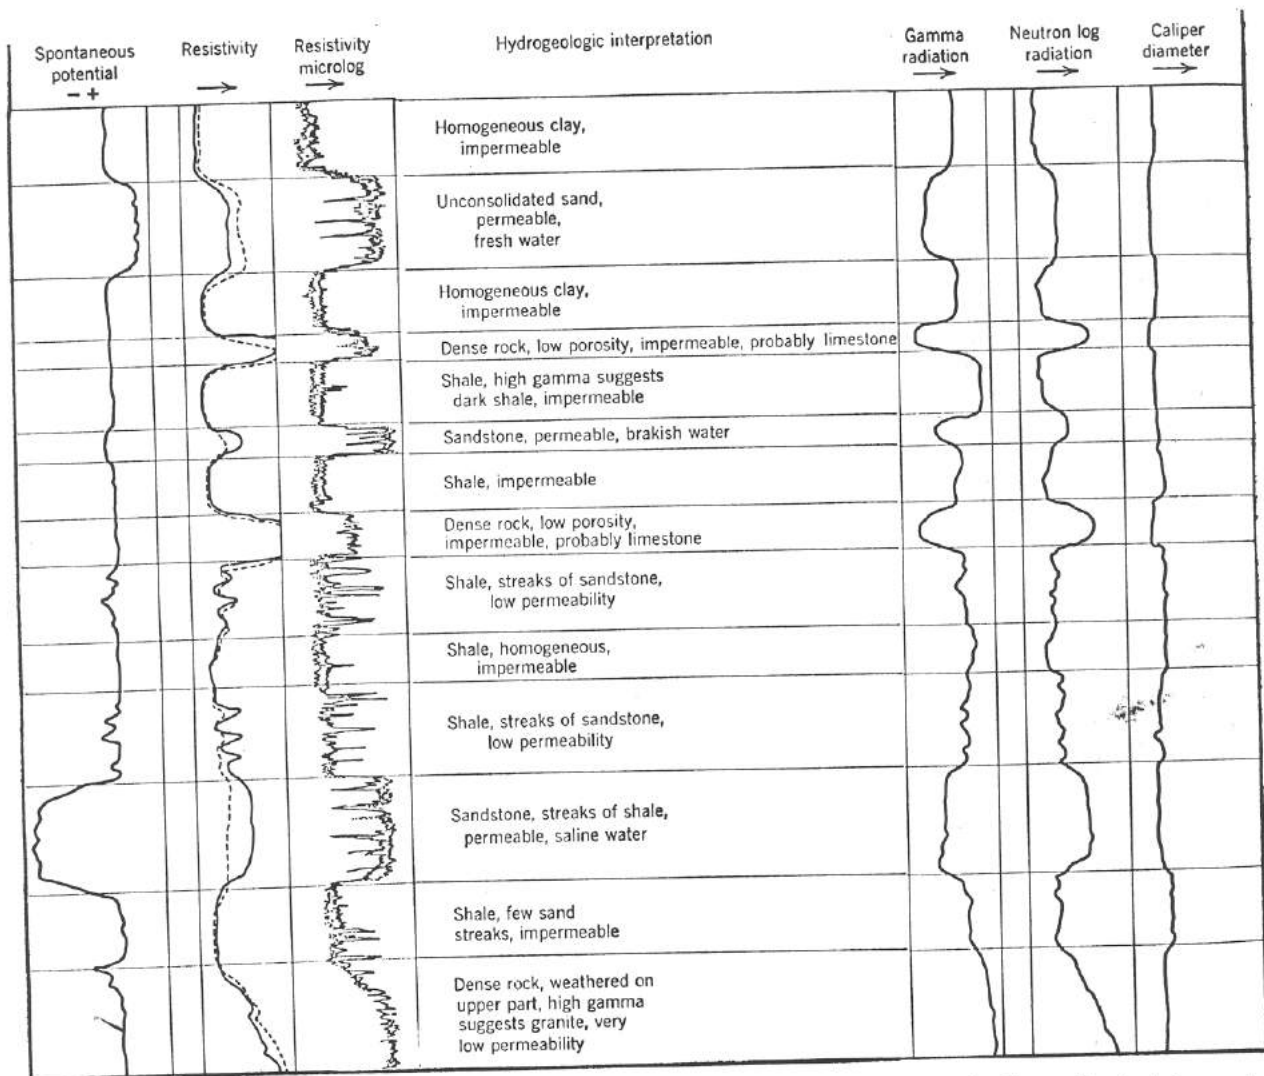 Spontaneous
potential
− +
Resistivity
Resistivity
microlog
Hydrogeologic interpretation
Gamma
radiation
Neutron log
radiation
Caliper
diameter
Homogeneous clay,
impermeable
Unconsolidated sand,
permeable,
fresh water
Homogeneous clay,
impermeable
Dense rock, low porosity, impermeable, probably limestone
Shale, high gamma suggests
dark shale, impermeable
Sandstone, permeable, brakish water
Shale, impermeable
Dense rock, low porosity,
impermeable, probably limestone
Shale, streaks of sandstone,
low permeability
Shale, homogeneous,
impermeable
Shale, streaks of sandstone,
low permeability
Sandstone, streaks of shale,
permeable, saline water
Shale, few sand
streaks, impermeable
Dense rock, weathered on
upper part, high gamma
suggests granite, very
low permeability